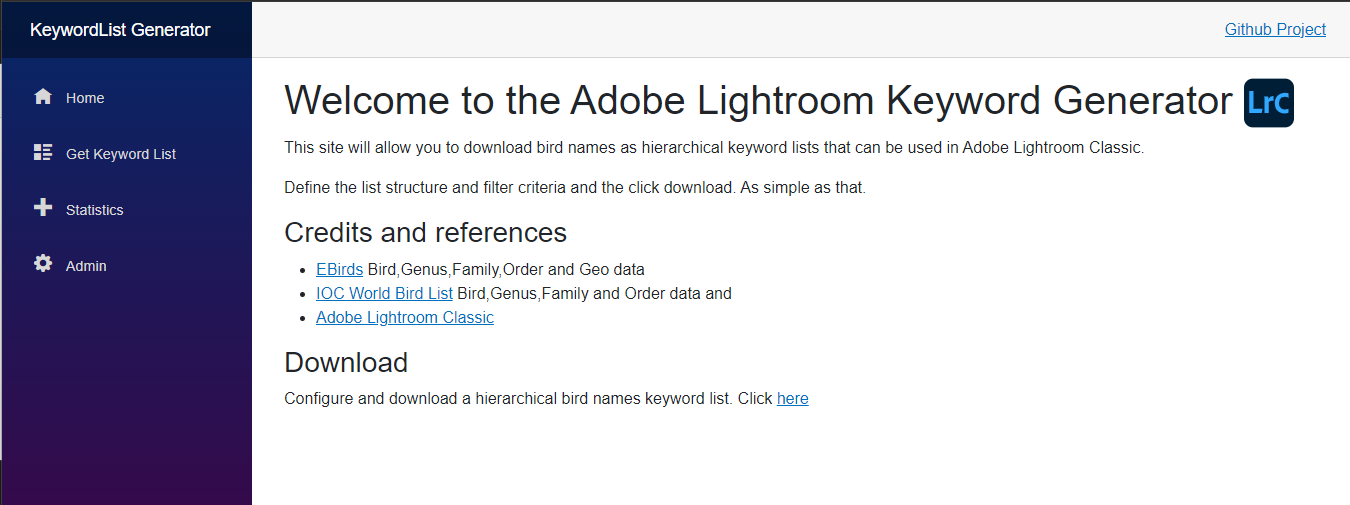 KeywordList Generator
Github Project
Home
Get Keyword List
Statistics
Admin
Welcome to the Adobe Lightroom Keyword Generator LrC
This site will allow you to download bird names as hierarchical keyword lists that can be used in Adobe Lightroom Classic.
Define the list structure and filter criteria and the click download. As simple as that.
Credits and references
EBirds Bird,Genus,Family,Order and Geo data
IOC World Bird List Bird,Genus,Family and Order data and
Adobe Lightroom Classic
Download
Configure and download a hierarchical bird names keyword list. Click here